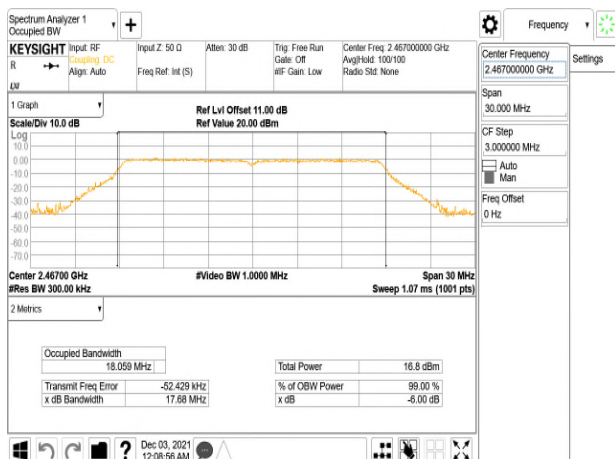 Spectrum Analyzer 1
Occupied BW
Frequency
KEYSIGHT
R
Input: RF
Coupling: DC
Align: Auto
Input Z: 50 Ω
Freq Ref: Int (S)
Atten: 30 dB
Trig: Free Run
Gate: Off
#IF Gain: Low
Center Freq: 2.467000000 GHz
Avg|Hold: 100/100
Radio Std: None
LXI
Center Frequency
2.467000000 GHz
Settings
Span
30.000 MHz
CF Step
3.000000 MHz
Auto
Man
Freq Offset
0 Hz
1 Graph
Scale/Div 10.0 dB
Ref Lvl Offset 11.00 dB
Ref Value 20.00 dBm
Log
10.0
0.00
-10.0
-20.0
-30.0
-40.0
-50.0
-60.0
-70.0
Center 2.46700 GHz
#Video BW 1.0000 MHz
Span 30 MHz
#Res BW 300.00 kHz
Sweep 1.07 ms (1001 pts)
2 Metrics
Occupied Bandwidth
18.059 MHz
Total Power 16.8 dBm
Transmit Freq Error -52.429 kHz
% of OBW Power 99.00 %
x dB Bandwidth 17.68 MHz
x dB -6.00 dB
?
Dec 03, 2021
12:08:56 AM